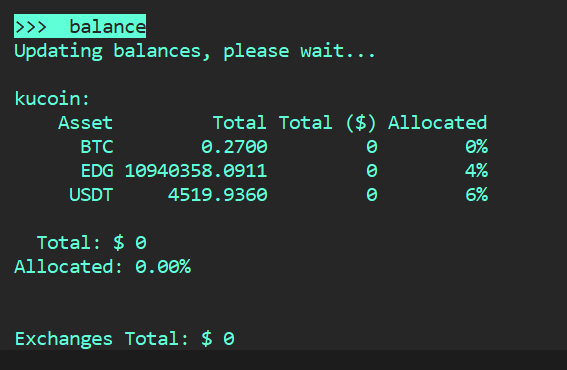 >>>  balance
Updating balances, please wait...
kucoin:
Asset Total Total ($) Allocated
BTC 0.2700 0 0%
EDG 10940358.0911 0 4%
USDT 4519.9360 0 6%
Total: $ 0
Allocated: 0.00%
Exchanges Total: $ 0